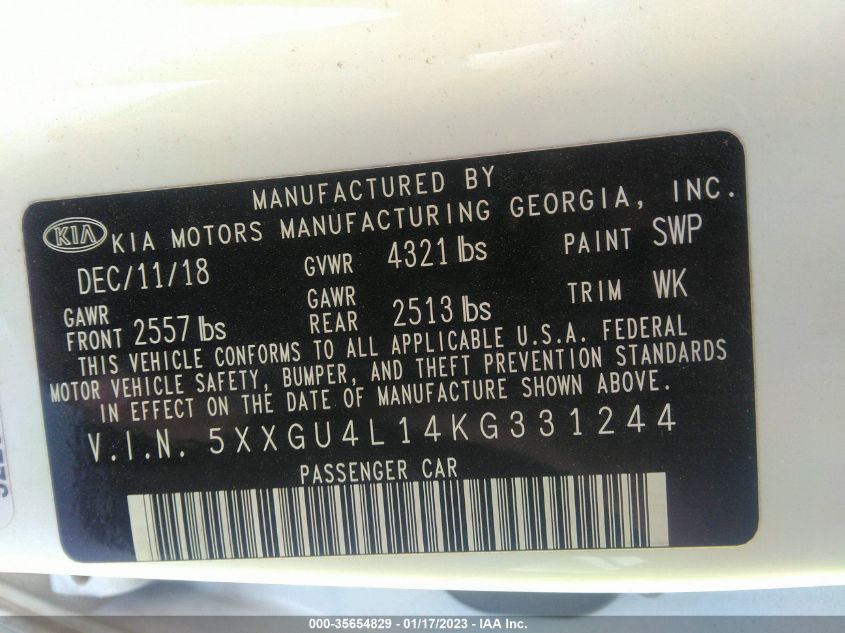 MANUFACTURED BY
KIA KIA MOTORS MANUFACTURING GEORGIA, INC.
DEC/11/18 GVWR 4321 lbs PAINT SWP
GAWR FRONT 2557 lbs GAWR REAR 2513 lbs TRIM WK
THIS VEHICLE CONFORMS TO ALL APPLICABLE U.S.A. FEDERAL
MOTOR VEHICLE SAFETY, BUMPER, AND THEFT PREVENTION STANDARDS
IN EFFECT ON THE DATE OF MANUFACTURE SHOWN ABOVE.
V.I.N. 5XXGU4L14KG331244
PASSENGER CAR
000-35654829 - 01/17/2023 - IAA Inc.